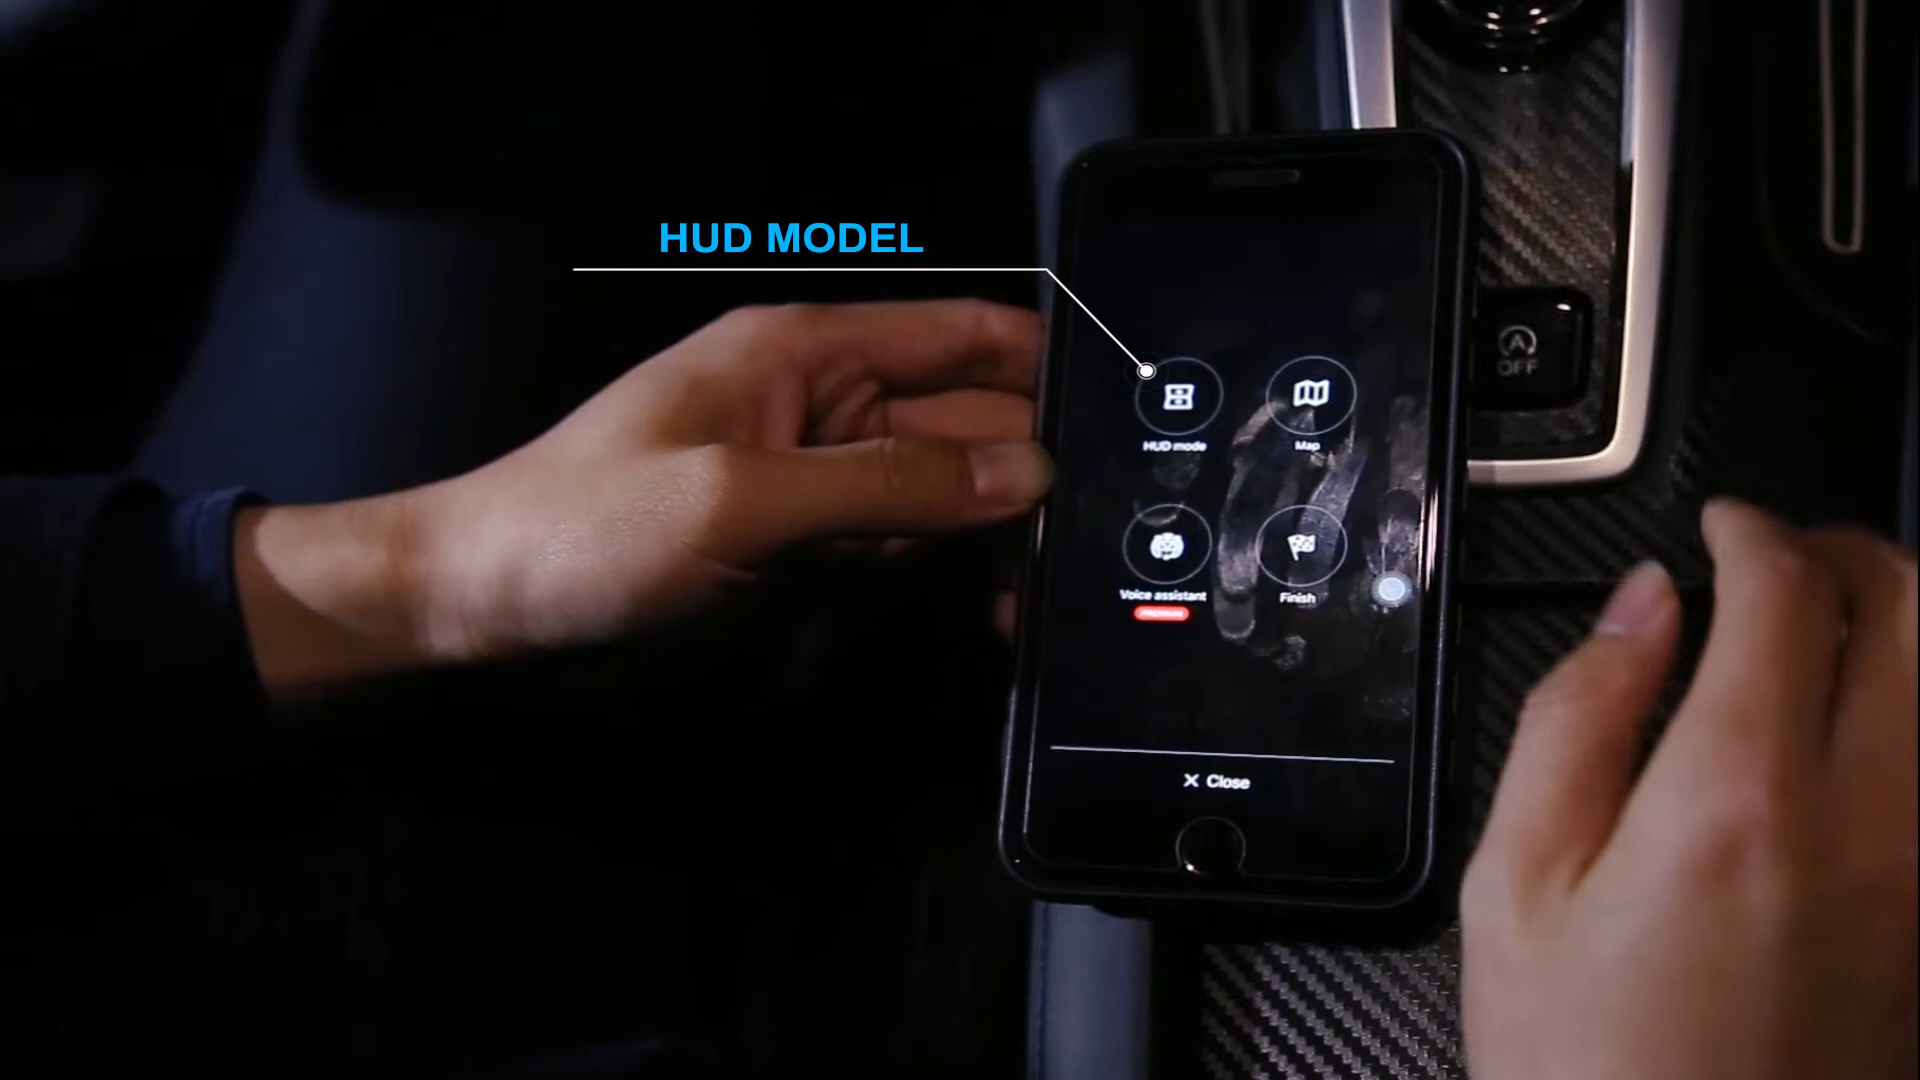 HUD MODEL
A
OFF
HUD mode
Map
Voice assistant
Finish
X Close